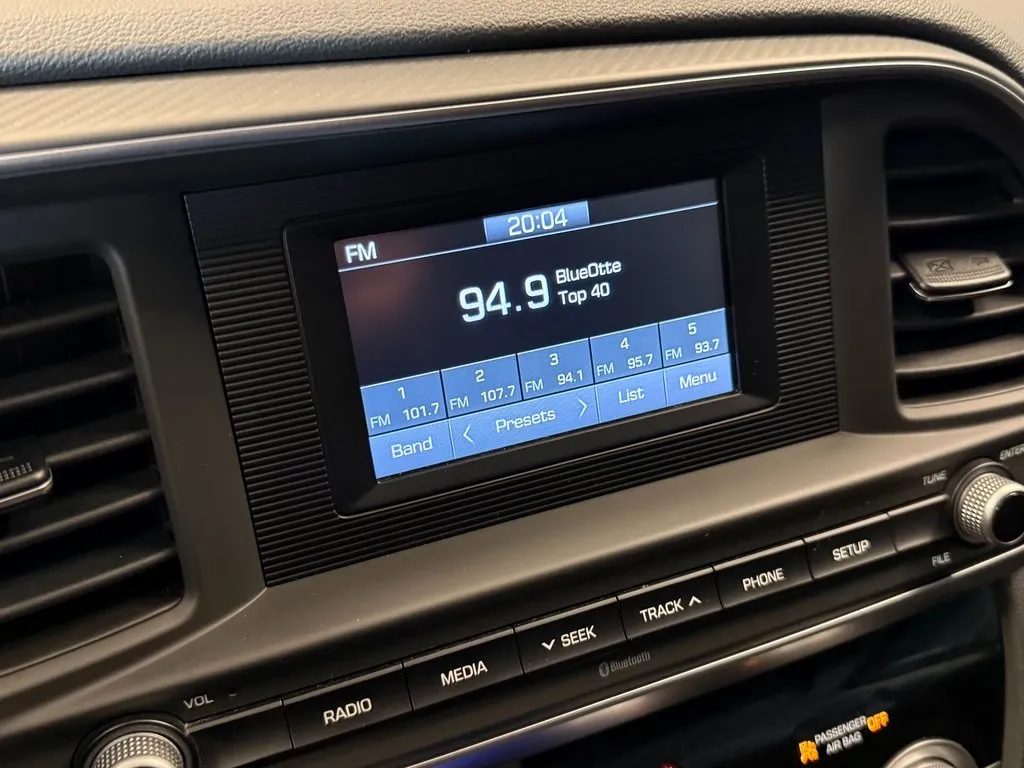 20:04
FM
94.9
BlueOtte
Top 40
1
FM 101.7
2
FM 107.7
3
FM 94.1
4
FM 95.7
5
FM 93.7
Band
Presets
List
Menu
TUNE
ENTER
FILE
VOL
RADIO
MEDIA
SEEK
TRACK
PHONE
SETUP
Bluetooth
PASSENGER
AIR BAG
OFF